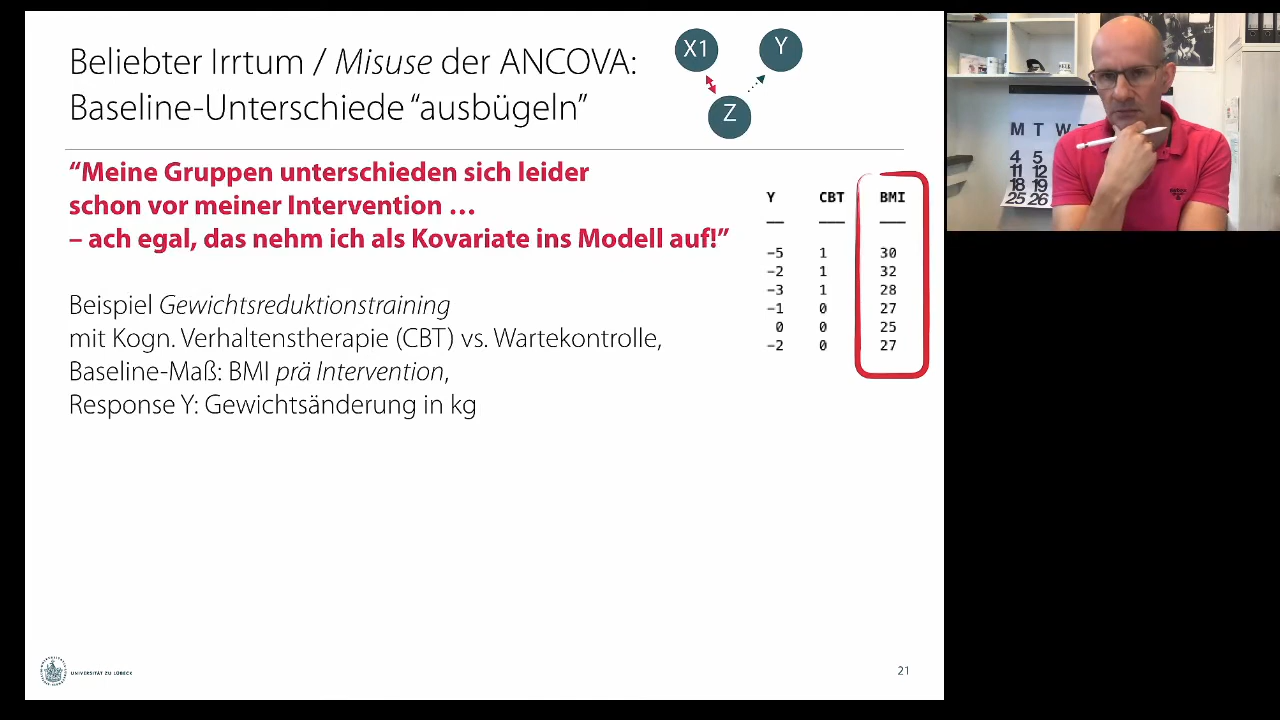 Beliebter Irrtum / Misuse der ANCOVA:
Baseline-Unterschiede “ausbügeln”
X1
Y
Z
“Meine Gruppen unterschieden sich leider
schon vor meiner Intervention ...
– ach egal, das nehm ich als Kovariate ins Modell auf!”
Beispiel Gewichtsreduktionstraining
mit Kogn. Verhaltenstherapie (CBT) vs. Wartekontrolle,
Baseline-Maß: BMI prä Intervention,
Response Y: Gewichtsänderung in kg
Y CBT BMI
-5 1 30
-2 1 32
-3 1 28
-1 0 27
0 0 25
-2 0 27
UNIVERSITÄT ZU LÜBECK
21
M T W T
4 5
11 12
18 19
25 26